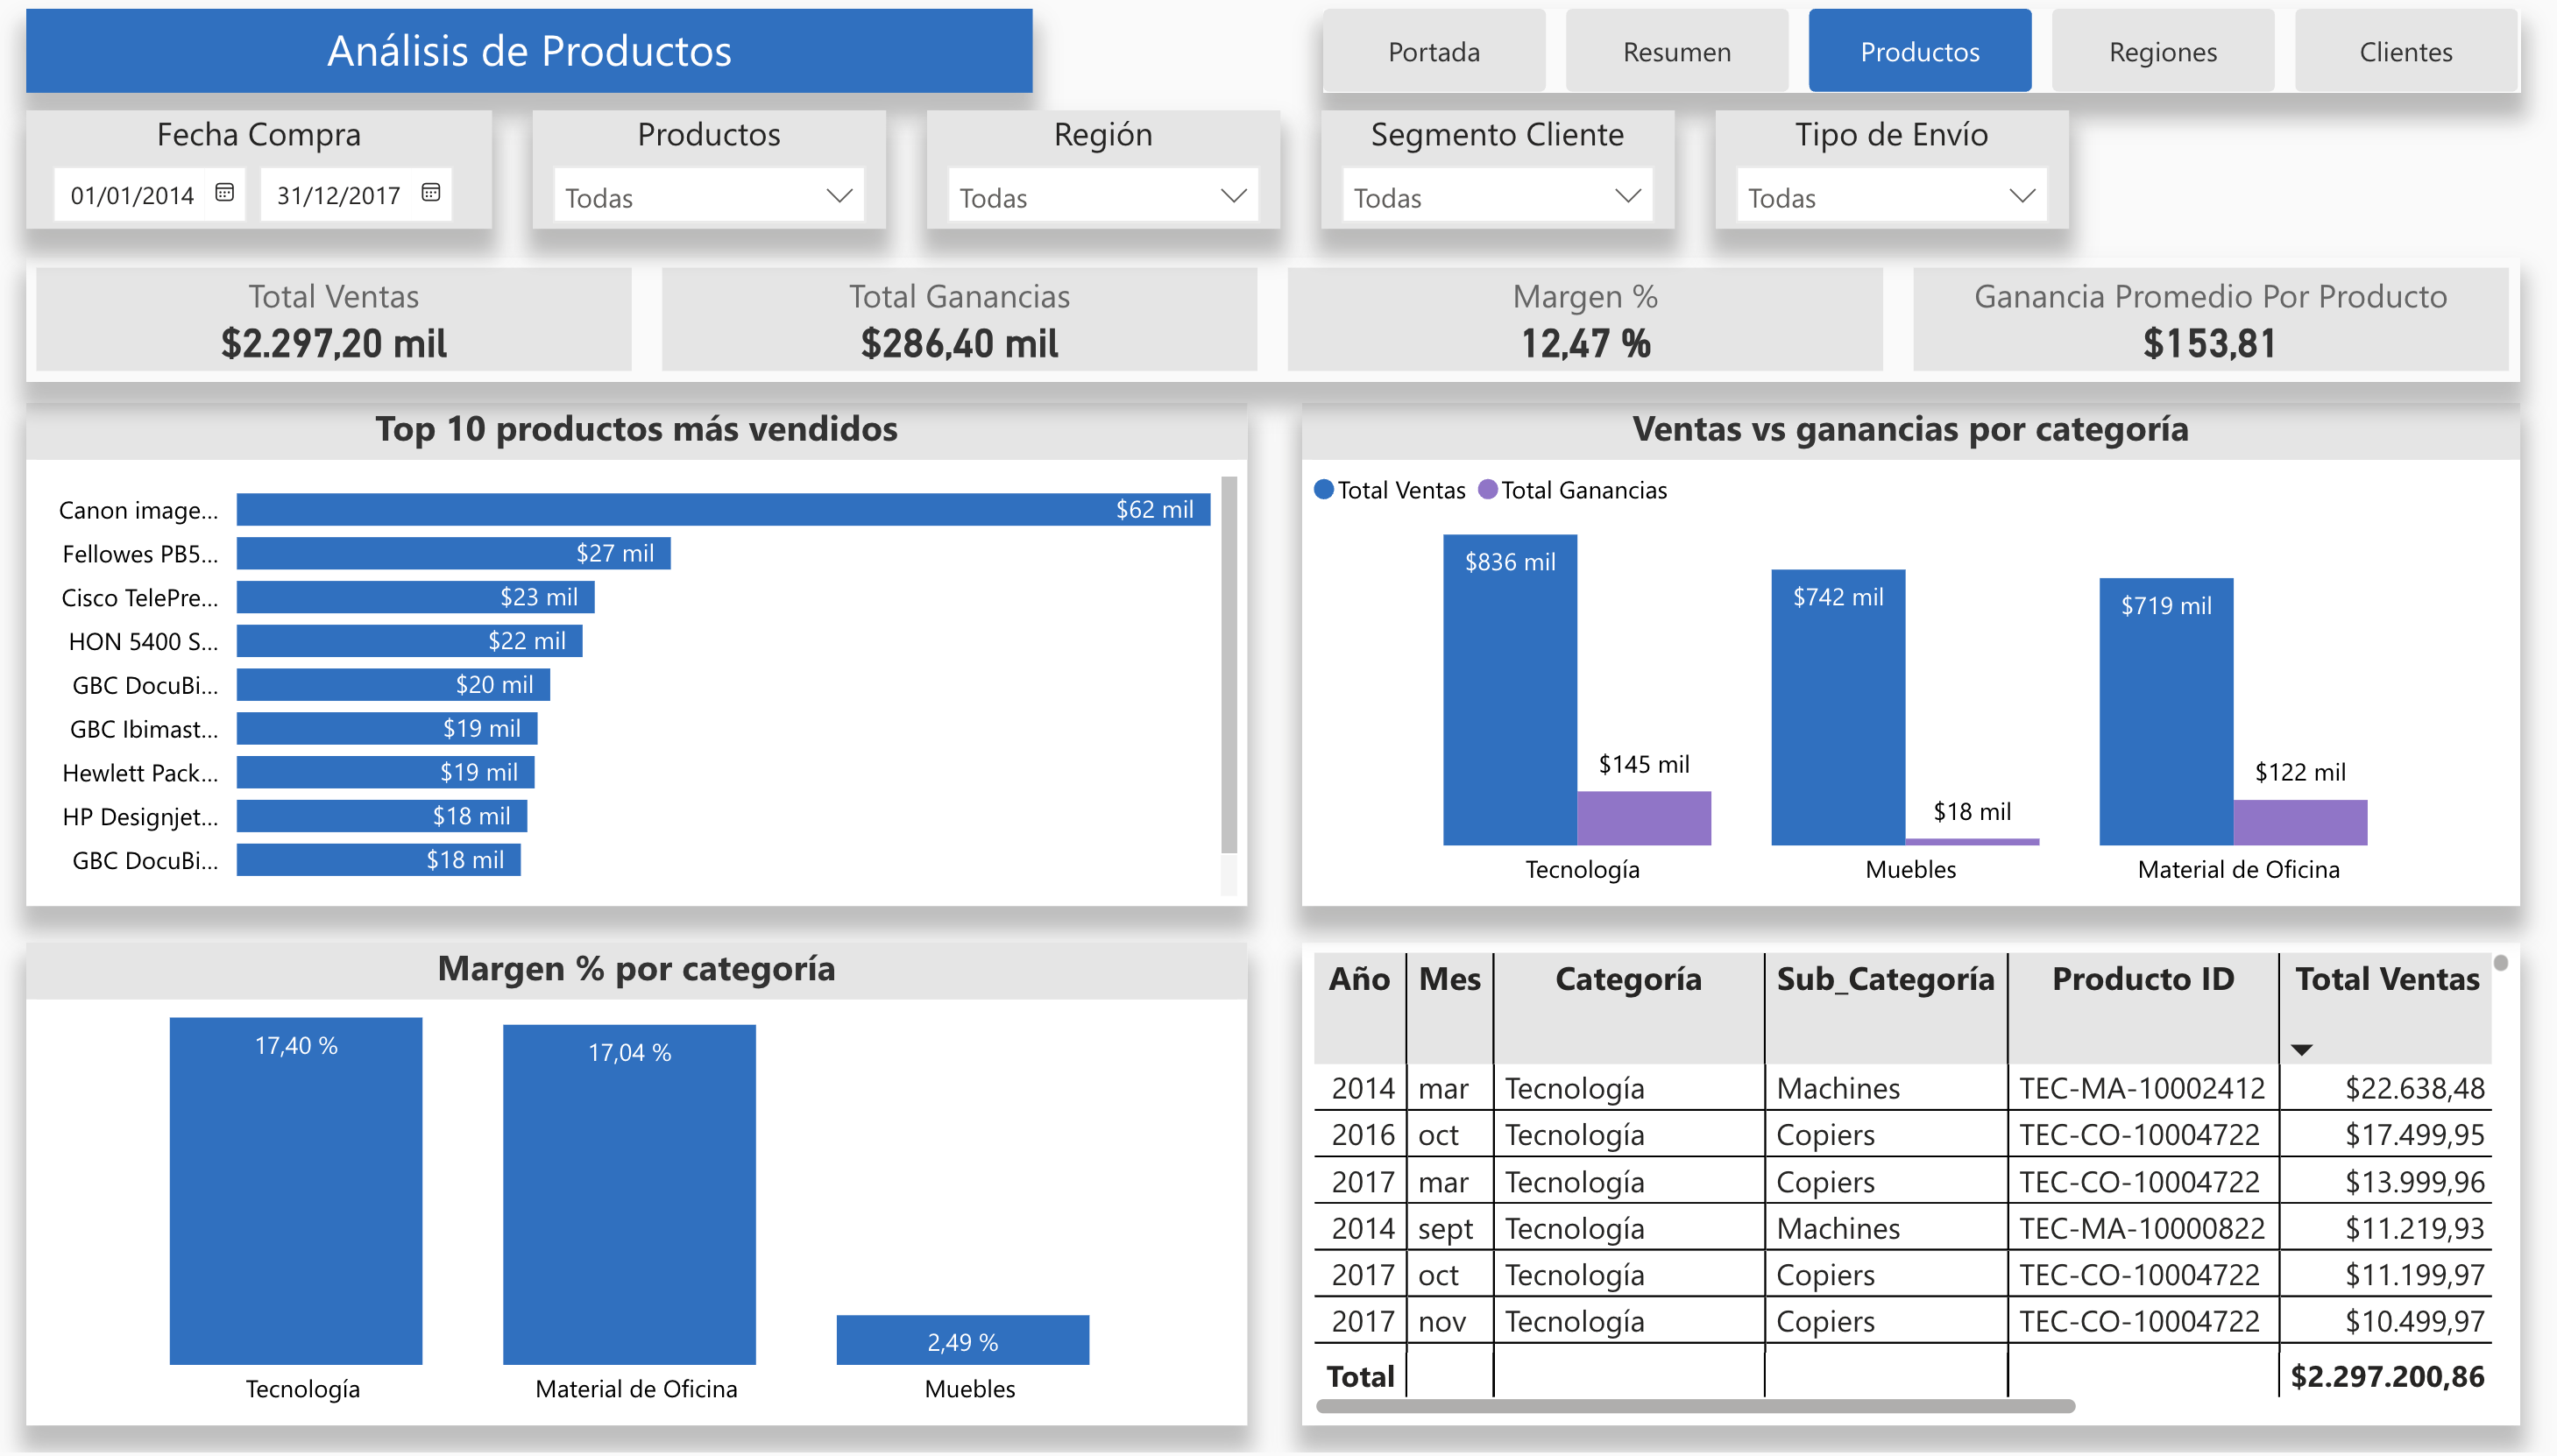 Análisis de Productos
Portada
Resumen
Productos
Regiones
Clientes
Fecha Compra
01/01/2014
31/12/2017
Productos
Todas
Región
Todas
Segmento Cliente
Todas
Tipo de Envío
Todas
Total Ventas
$2.297,20 mil
Total Ganancias
$286,40 mil
Margen %
12,47 %
Ganancia Promedio Por Producto
$153,81
Top 10 productos más vendidos
Canon image... $62 mil
Fellowes PB5... $27 mil
Cisco TelePre... $23 mil
HON 5400 S... $22 mil
GBC DocuBi... $20 mil
GBC Ibimast... $19 mil
Hewlett Pack... $19 mil
HP Designjet... $18 mil
GBC DocuBi... $18 mil
Ventas vs ganancias por categoría
Total Ventas Total Ganancias
$836 mil
$145 mil
$742 mil
$18 mil
$719 mil
$122 mil
Tecnología
Muebles
Material de Oficina
Margen % por categoría
17,40 %
17,04 %
2,49 %
Tecnología
Material de Oficina
Muebles
Año Mes Categoría Sub_Categoría Producto ID Total Ventas
2014 mar Tecnología Machines TEC-MA-10002412 $22.638,48
2016 oct Tecnología Copiers TEC-CO-10004722 $17.499,95
2017 mar Tecnología Copiers TEC-CO-10004722 $13.999,96
2014 sept Tecnología Machines TEC-MA-10000822 $11.219,93
2017 oct Tecnología Copiers TEC-CO-10004722 $11.199,97
2017 nov Tecnología Copiers TEC-CO-10004722 $10.499,97
Total $2.297.200,86